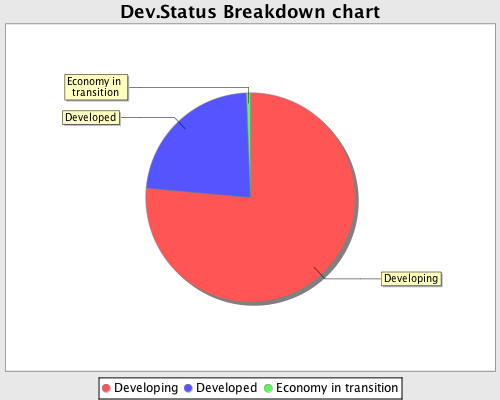 Dev.Status Breakdown chart
Economy in
transition
Developed
Developing
Developing Developed Economy in transition